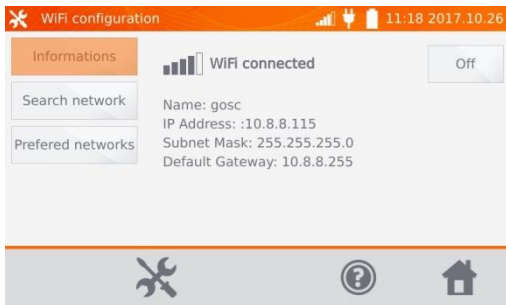 WiFi configuration
11:18 2017.10.26
Informations
WiFi connected
Off
Search network
Prefered networks
Name: gosc
IP Address: :10.8.8.115
Subnet Mask: 255.255.255.0
Default Gateway: 10.8.8.255
?